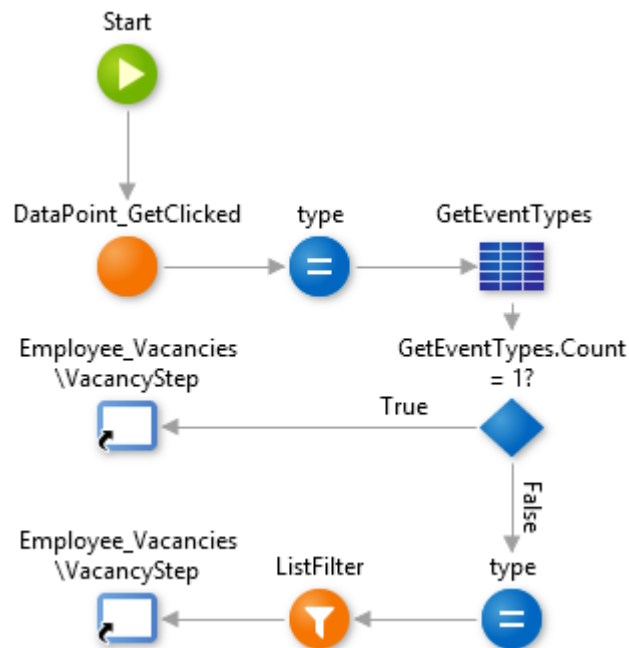 Start
DataPoint_GetClicked
type
GetEventTypes
Employee_Vacancies
\VacancyStep
GetEventTypes.Count
= 1?
True
False
Employee_Vacancies
\VacancyStep
ListFilter
type